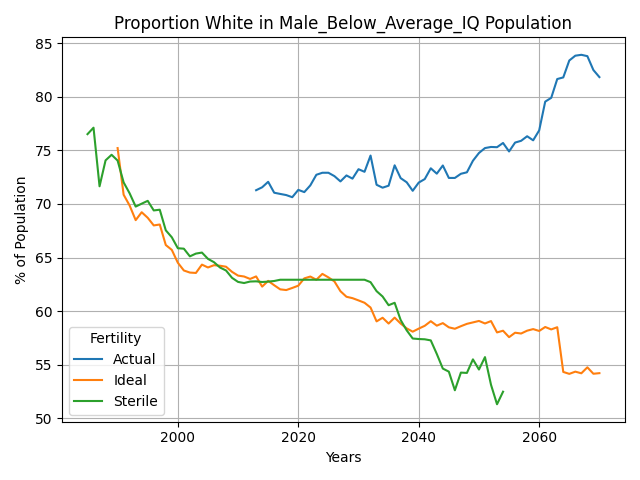 Proportion White in Male_Below_Average_IQ Population
85
80
75
70
65
60
55
50
% of Population
Fertility
Actual
Ideal
Sterile
2000
2020
2040
2060
Years